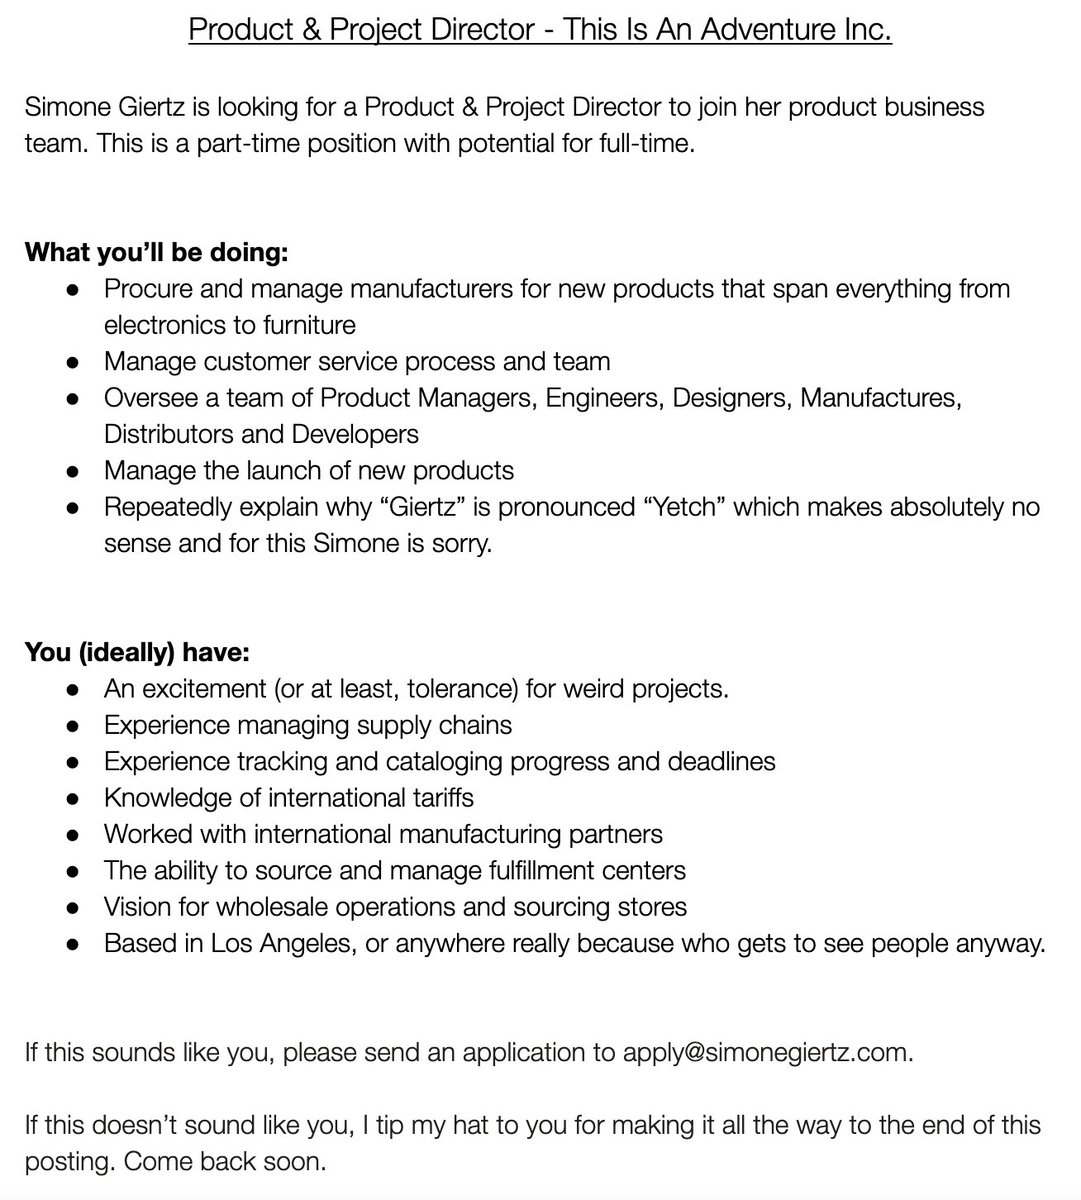 Product & Project Director - This Is An Adventure Inc.
Simone Giertz is looking for a Product & Project Director to join her product business
team. This is a part-time position with potential for full-time.
What you’ll be doing:
● Procure and manage manufacturers for new products that span everything from
electronics to furniture
● Manage customer service process and team
● Oversee a team of Product Managers, Engineers, Designers, Manufactures,
Distributors and Developers
● Manage the launch of new products
● Repeatedly explain why “Giertz” is pronounced “Yetch” which makes absolutely no
sense and for this Simone is sorry.
You (ideally) have:
● An excitement (or at least, tolerance) for weird projects.
● Experience managing supply chains
● Experience tracking and cataloging progress and deadlines
● Knowledge of international tariffs
● Worked with international manufacturing partners
● The ability to source and manage fulfillment centers
● Vision for wholesale operations and sourcing stores
● Based in Los Angeles, or anywhere really because who gets to see people anyway.
If this sounds like you, please send an application to apply@simonegiertz.com.
If this doesn’t sound like you, I tip my hat to you for making it all the way to the end of this
posting. Come back soon.